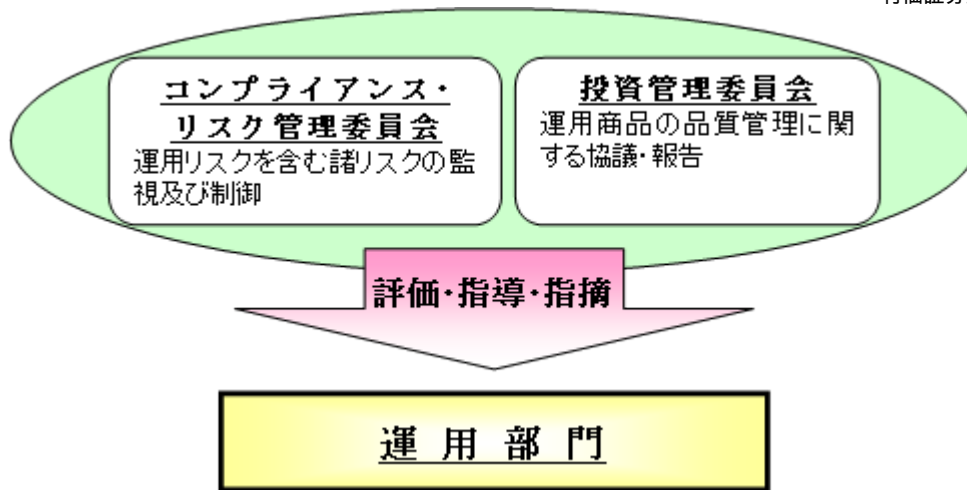 コンプライアンス・
リスク管理委員会
運用リスクを含む諸リスクの監
視及び制御
投資管理委員会
運用商品の品質管理に関
する協議・報告
評価・指導・指摘
運用部門